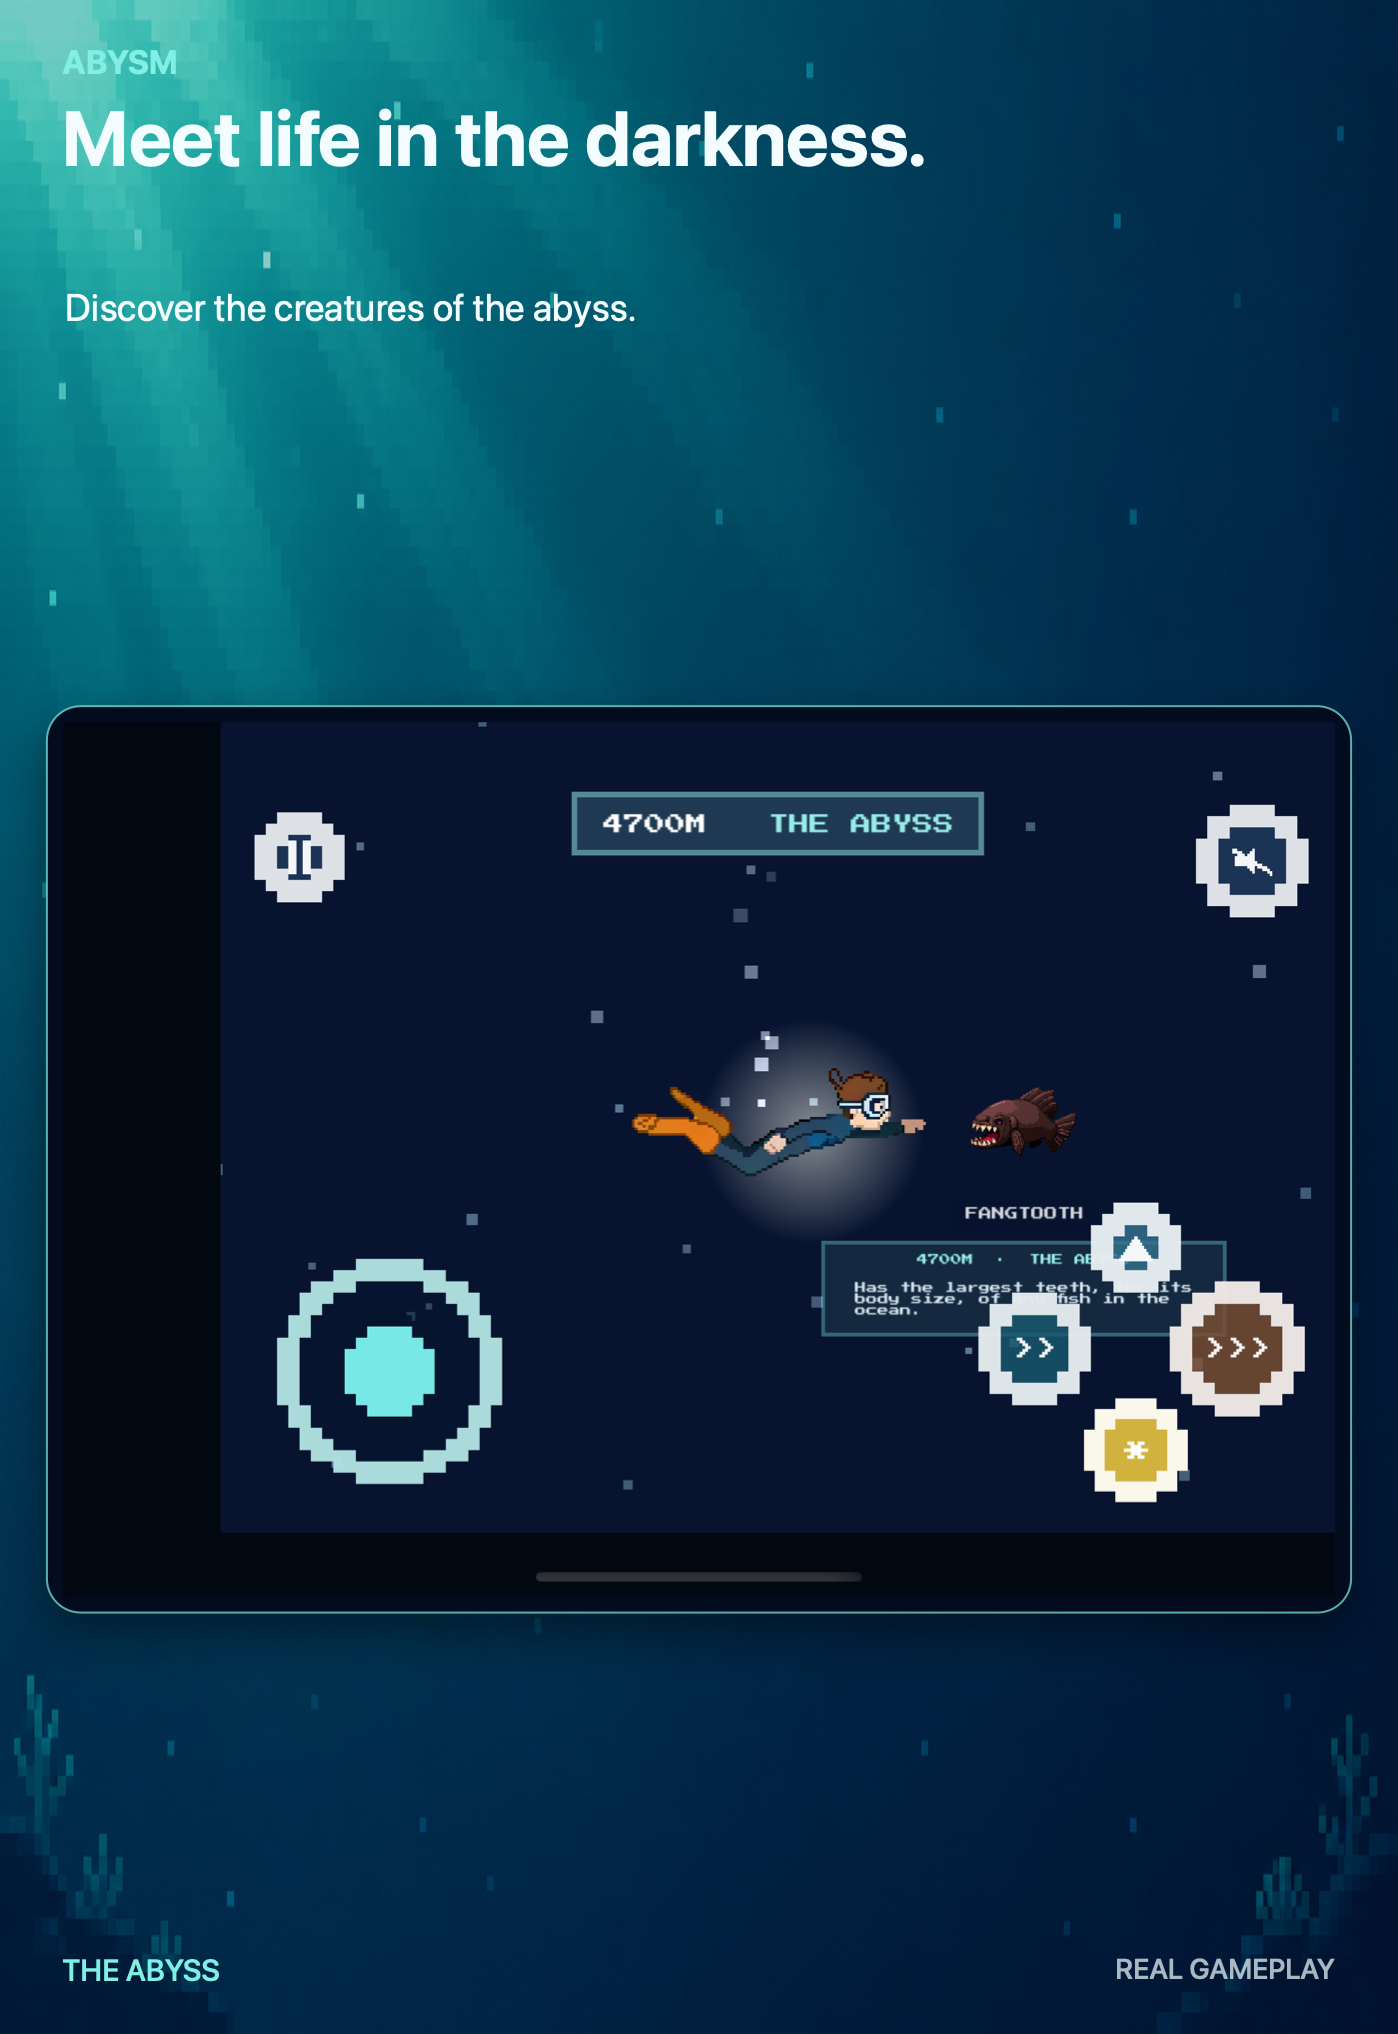 ABYSM
Meet life in the darkness.
Discover the creatures of the abyss.
4700M THE ABYSS
FANGTOOTH
4700M · THE
Has the largest teeth, its
body size, of fish in the
ocean.
>>
>>>
*
THE ABYSS
REAL GAMEPLAY